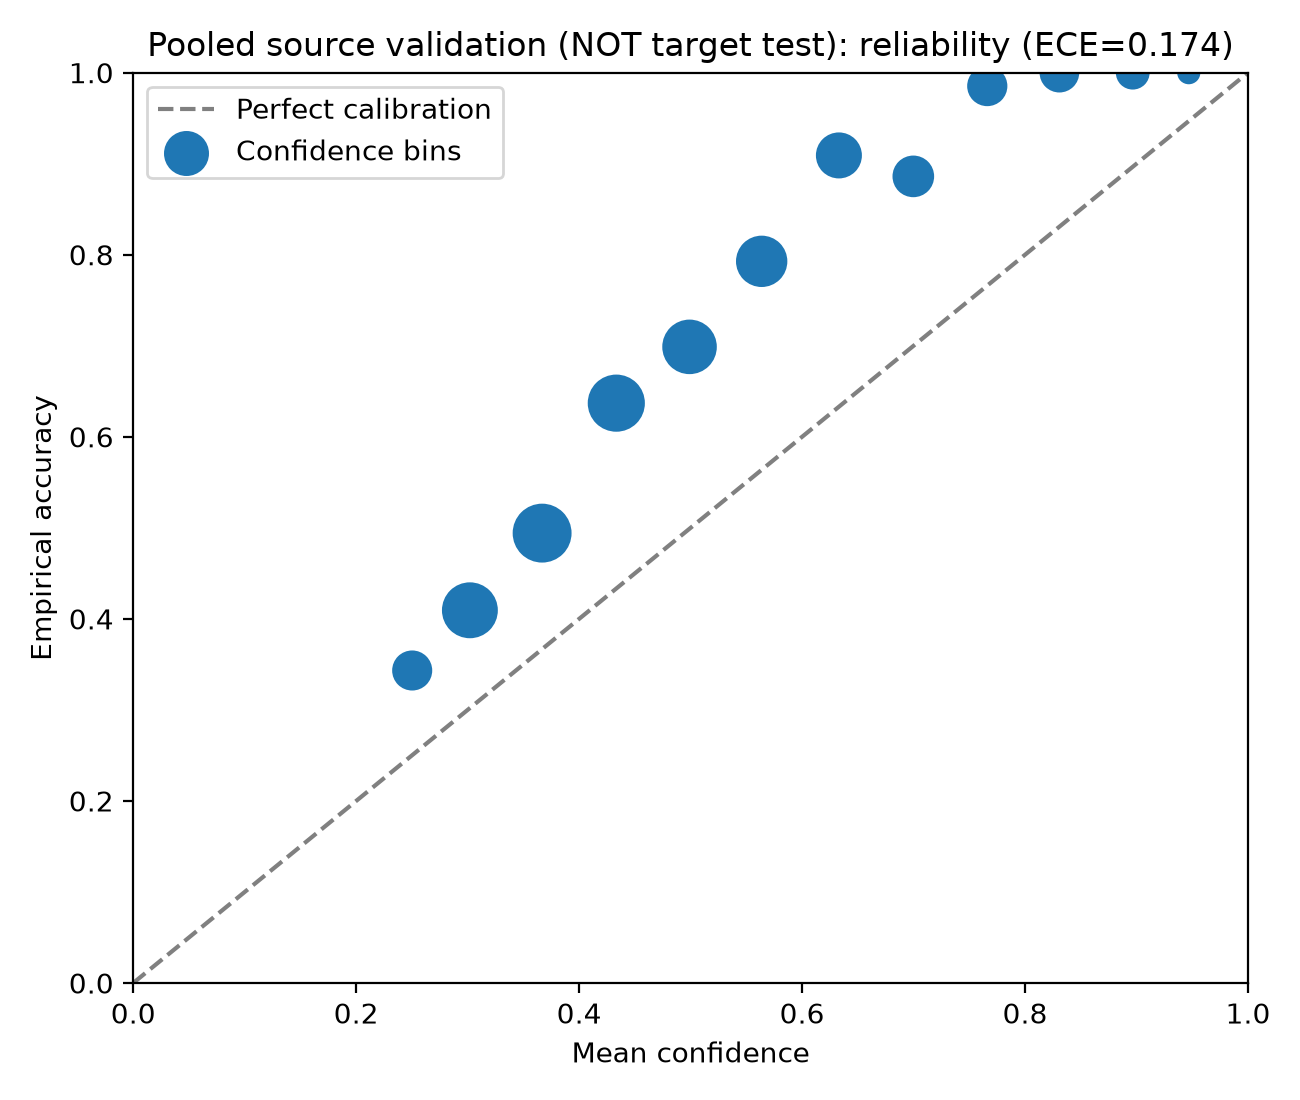 Pooled source validation (NOT target test): reliability (ECE=0.174)
Perfect calibration
Confidence bins
1.0
0.8
0.6
0.4
0.2
0.0
Empirical accuracy
0.0 0.2 0.4 0.6 0.8 1.0
Mean confidence